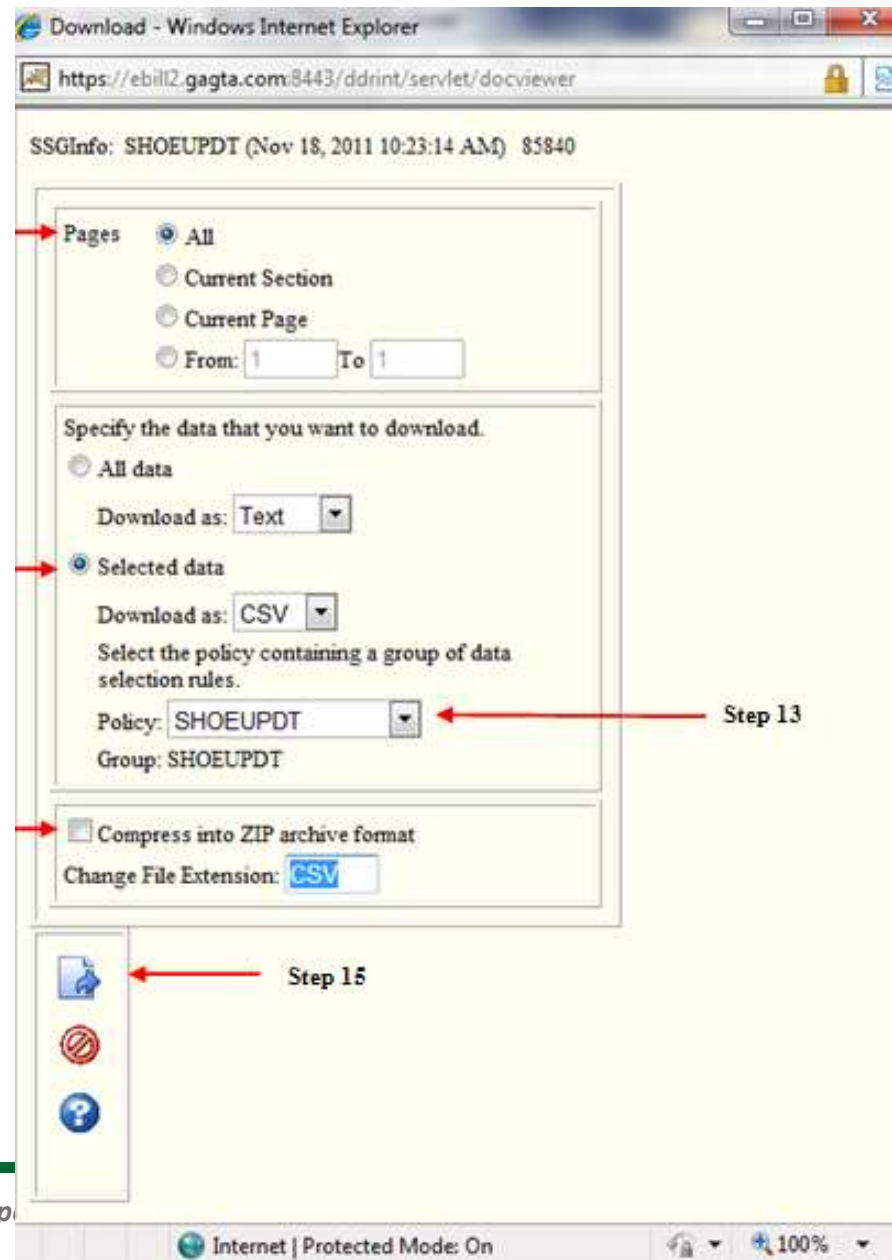 Download - Windows Internet Explorer
https://ebill2.gagta.com:8443/ddrint/servlet/docviewer
SSGInfo: SHOEUPDT (Nov 18, 2011 10:23:14 AM) 85840
Pages All
Current Section
Current Page
From: 1 To 1
Specify the data that you want to download.
All data
Download as: Text
Selected data
Download as: CSV
Select the policy containing a group of data
selection rules.
Policy: SHOEUPDT
Step 13
Group: SHOEUPDT
Compress into ZIP archive format
Change File Extension: CSV
Step 15
Internet | Protected Mode: On
100%